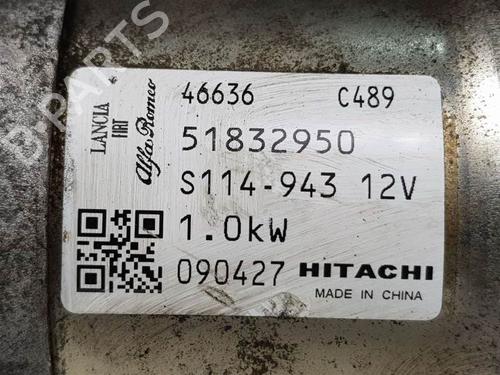 B-PARTS
LANCIA
FIAT
Alfa Romeo
46636 C489
51832950
S114-943 12V
1.0kW
090427 HITACHI
MADE IN CHINA